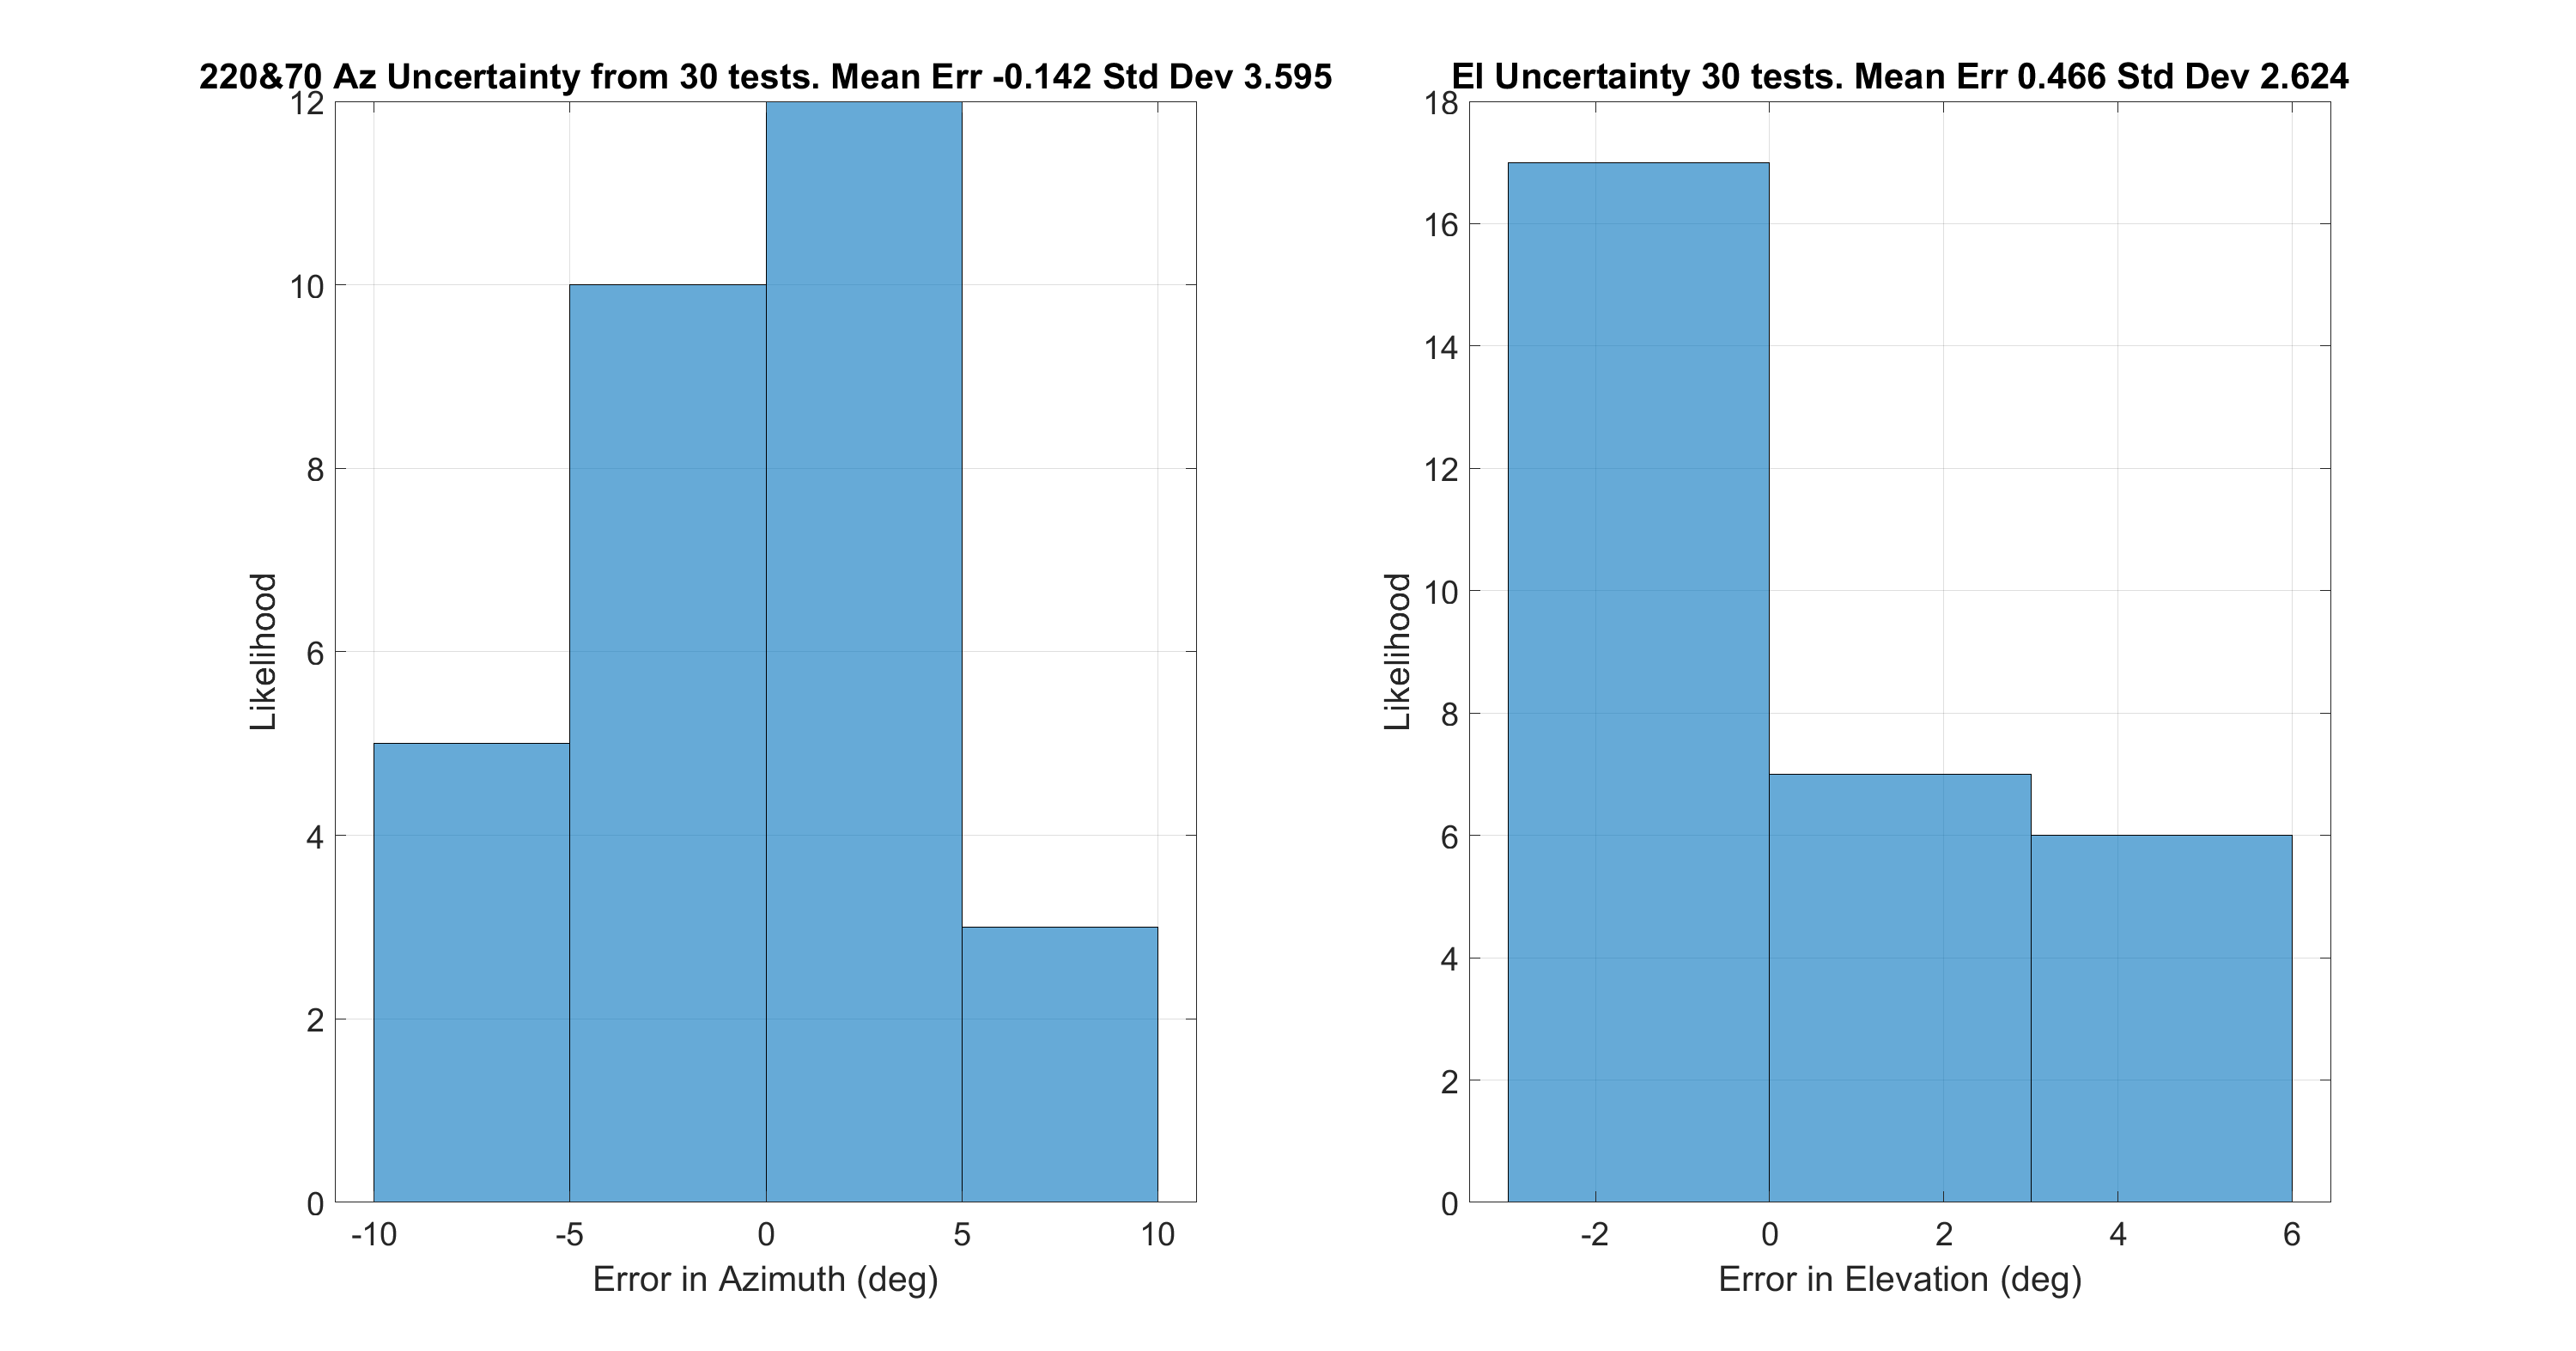 220&70 Az Uncertainty from 30 tests. Mean Err -0.142 Std Dev 3.595
12
10
8
6
4
2
0
Likelihood
-10 -5 0 5 10
Error in Azimuth (deg)
El Uncertainty 30 tests. Mean Err 0.466 Std Dev 2.624
18
16
14
12
10
8
6
4
2
0
Likelihood
-2 0 2 4 6
Error in Elevation (deg)